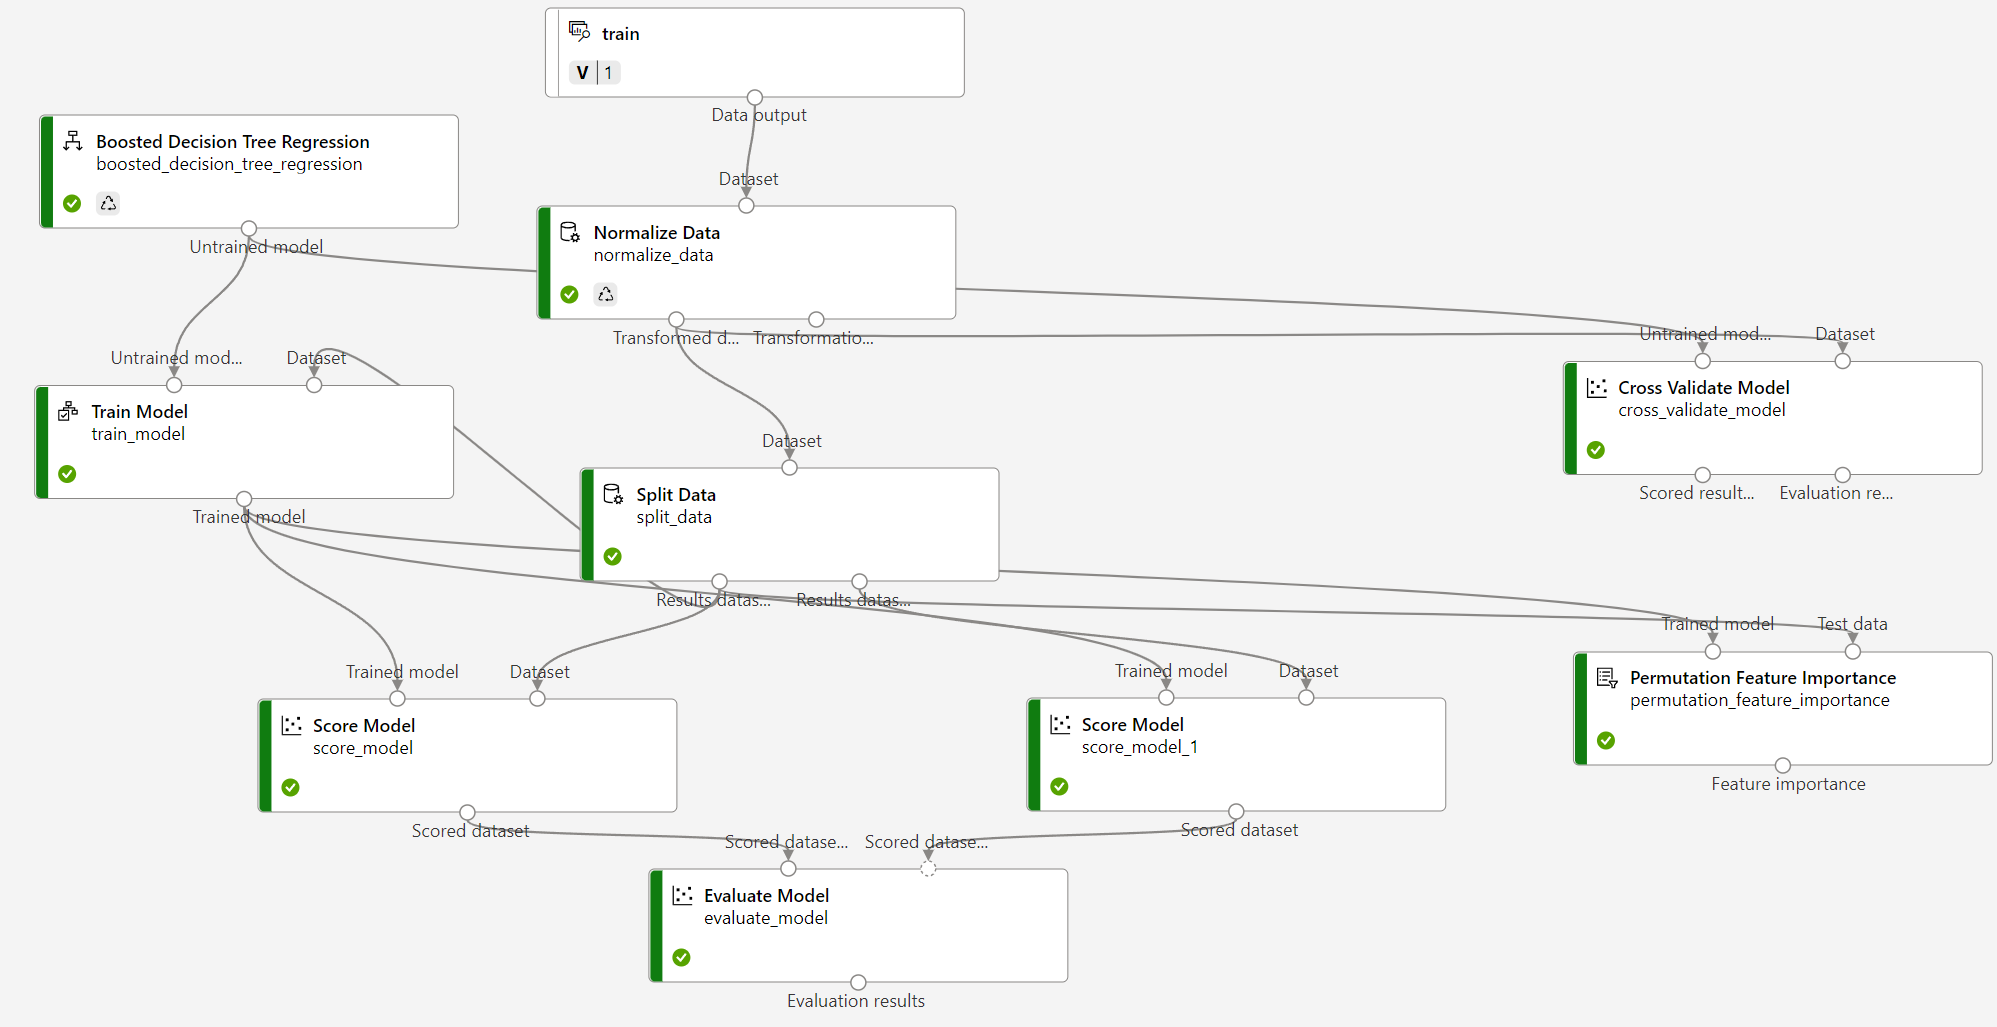 train
V 1
Data output
Boosted Decision Tree Regression
boosted_decision_tree_regression
Untrained model
Dataset
Normalize Data
normalize_data
Transformed d...
Transformatio...
Untrained mod...
Dataset
Cross Validate Model
cross_validate_model
Scored result...
Evaluation re...
Untrained mod...
Dataset
Train Model
train_model
Trained model
Dataset
Split Data
split_data
Results datas...
Results datas...
Trained model
Test data
Permutation Feature Importance
permutation_feature_importance
Feature importance
Trained model
Dataset
Score Model
score_model
Scored dataset
Trained model
Dataset
Score Model
score_model_1
Scored dataset
Scored datase...
Scored datase...
Evaluate Model
evaluate_model
Evaluation results